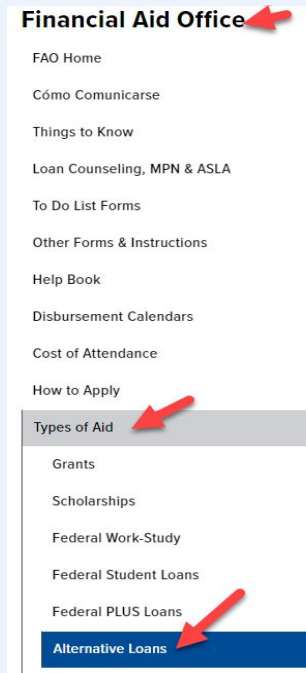 Financial Aid Office
FAO Home
Cómo Comunicarse
Things to Know
Loan Counseling, MPN & ASLA
To Do List Forms
Other Forms & Instructions
Help Book
Disbursement Calendars
Cost of Attendance
How to Apply
Types of Aid
Grants
Scholarships
Federal Work-Study
Federal Student Loans
Federal PLUS Loans
Alternative Loans